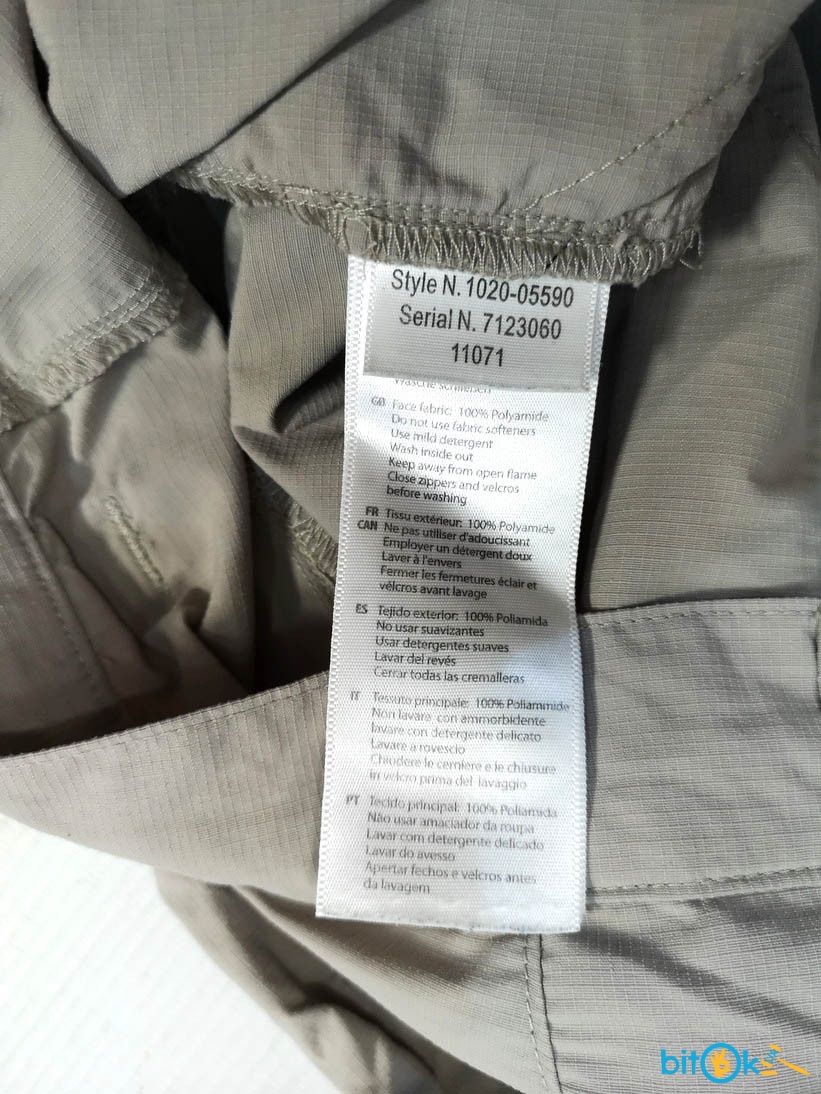 Style N. 1020-05590
Serial N. 7123060
11071
Wäsche schließen
GB Face fabric: 100% Polyamide
Do not use fabric softeners
Use mild detergent
Wash inside out
Keep away from open flame
Close zippers and velcros
before washing
FR Tissu extérieur: 100% Polyamide
CAN Ne pas utiliser d'adoucissant
Employer un détergent doux
Laver à l'envers
Fermer les fermetures éclair et
vélcros avant lavage
ES Tejido exterior: 100% Poliamida
No usar suavizantes
Usar detergentes suaves
Lavar del revés
Cerrar todas las cremalleras
IT Tessuto principale: 100% Poliammide
Non lavare con ammorbidente
lavare con detergente delicato
Lavare a rovescio
Chiudere le cerniere e le chiusure
in velcro prima del lavaggio
PT Tecido principal: 100% Poliamida
Não usar amaciador da roupa
Lavar com detergente delicado
Lavar do avesso
Apertar fechos e velcros antes
da lavagem
bitOk